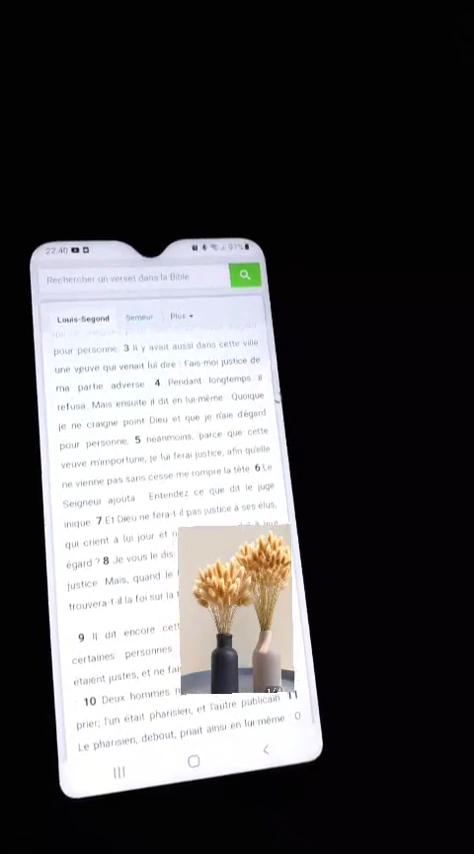 22:40
97%
Rechercher un verset dans la Bible
Louis-Segond Semeur Plus
pour personne. 3 Il y avait aussi dans cette ville
une veuve qui venait lui dire : Fais-moi justice de
ma partie adverse. 4 Pendant longtemps il
refusa. Mais ensuite il dit en lui-même : Quoique
je ne craigne point Dieu et que je n'aie d'égard
pour personne, 5 néanmoins, parce que cette
veuve m'importune, je lui ferai justice, afin qu'elle
ne vienne pas sans cesse me rompre la tête. 6 Le
Seigneur ajouta : Entendez ce que dit le juge
inique. 7 Et Dieu ne fera-t-il pas justice à ses élus,
qui crient à lui jour et
égard ? 8 Je vous le dis
justice. Mais, quand le
trouvera-t-il la foi sur la
9 Il dit encore
certaines personnes
étaient justes, et ne
10 Deux hommes
prier; l'un était pharisien, et l'autre publicain. 11
Le pharisien, debout, priait ainsi en lui-même